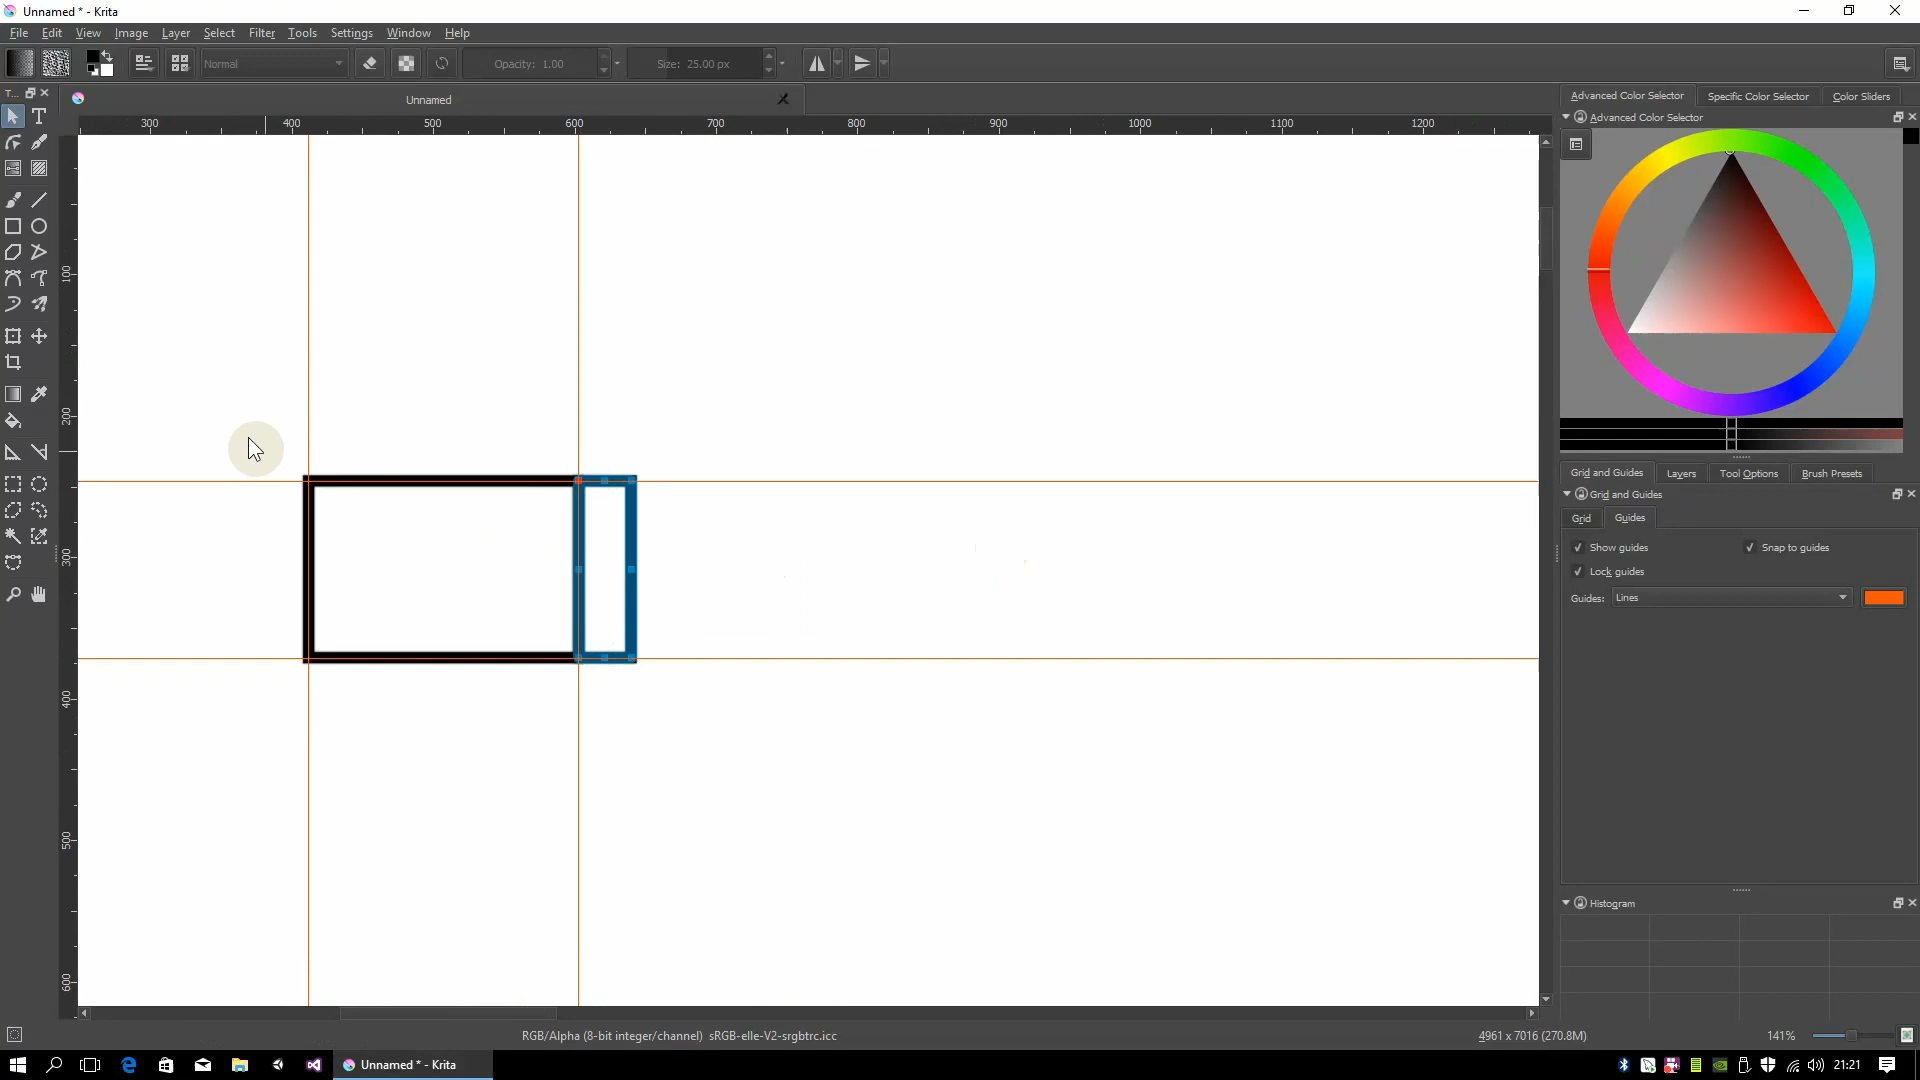 Unnamed * - Krita
File Edit View Image Layer Select Filter Tools Settings Window Help
Normal Opacity: 1.00 Size: 25.00 px
T...
Unnamed
300 400 500 600 700 800 900 1000 1100 1200
100
200
300
400
500
600
Advanced Color Selector Specific Color Selector Color Sliders
Advanced Color Selector
Grid and Guides Layers Tool Options Brush Presets
Grid and Guides
Grid Guides
Show guides Snap to guides
Lock guides
Guides: Lines
Histogram
RGB/Alpha (8-bit integer/channel) sRGB-elle-V2-srgbtrc.icc 4961 x 7016 (270.8M) 141%
Unnamed * - Krita 21:21